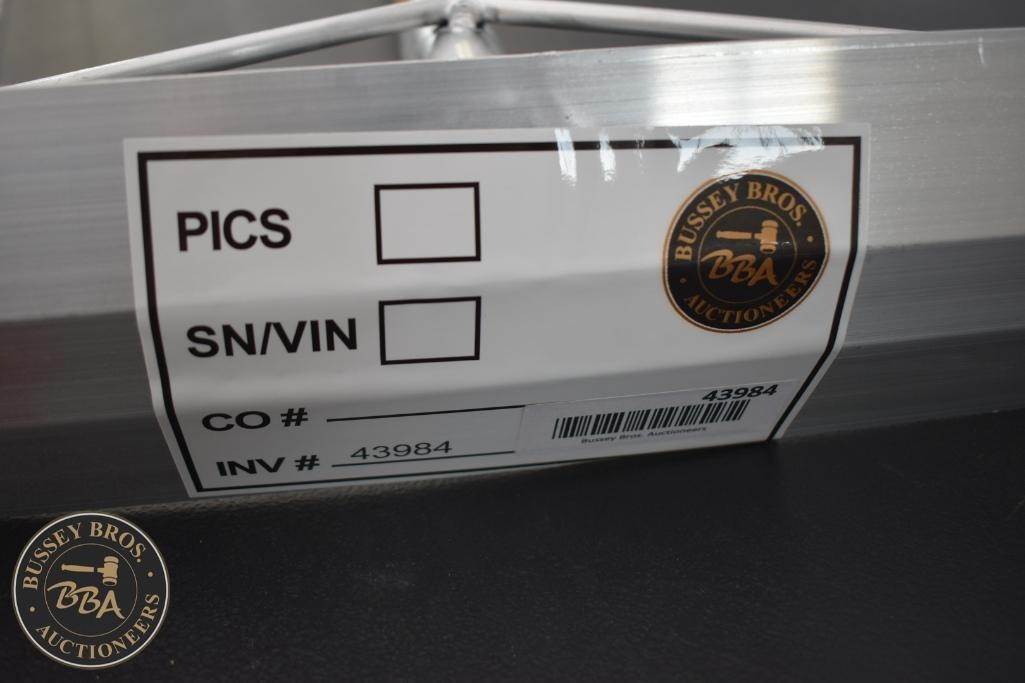 PICS
BUSSEY BROS.
BBA
AUCTIONEERS
SN/VIN
CO #
43984
Bussey Bros. Auctioneers
INV # 43984
BUSSEY BROS.
BBA
AUCTIONEERS